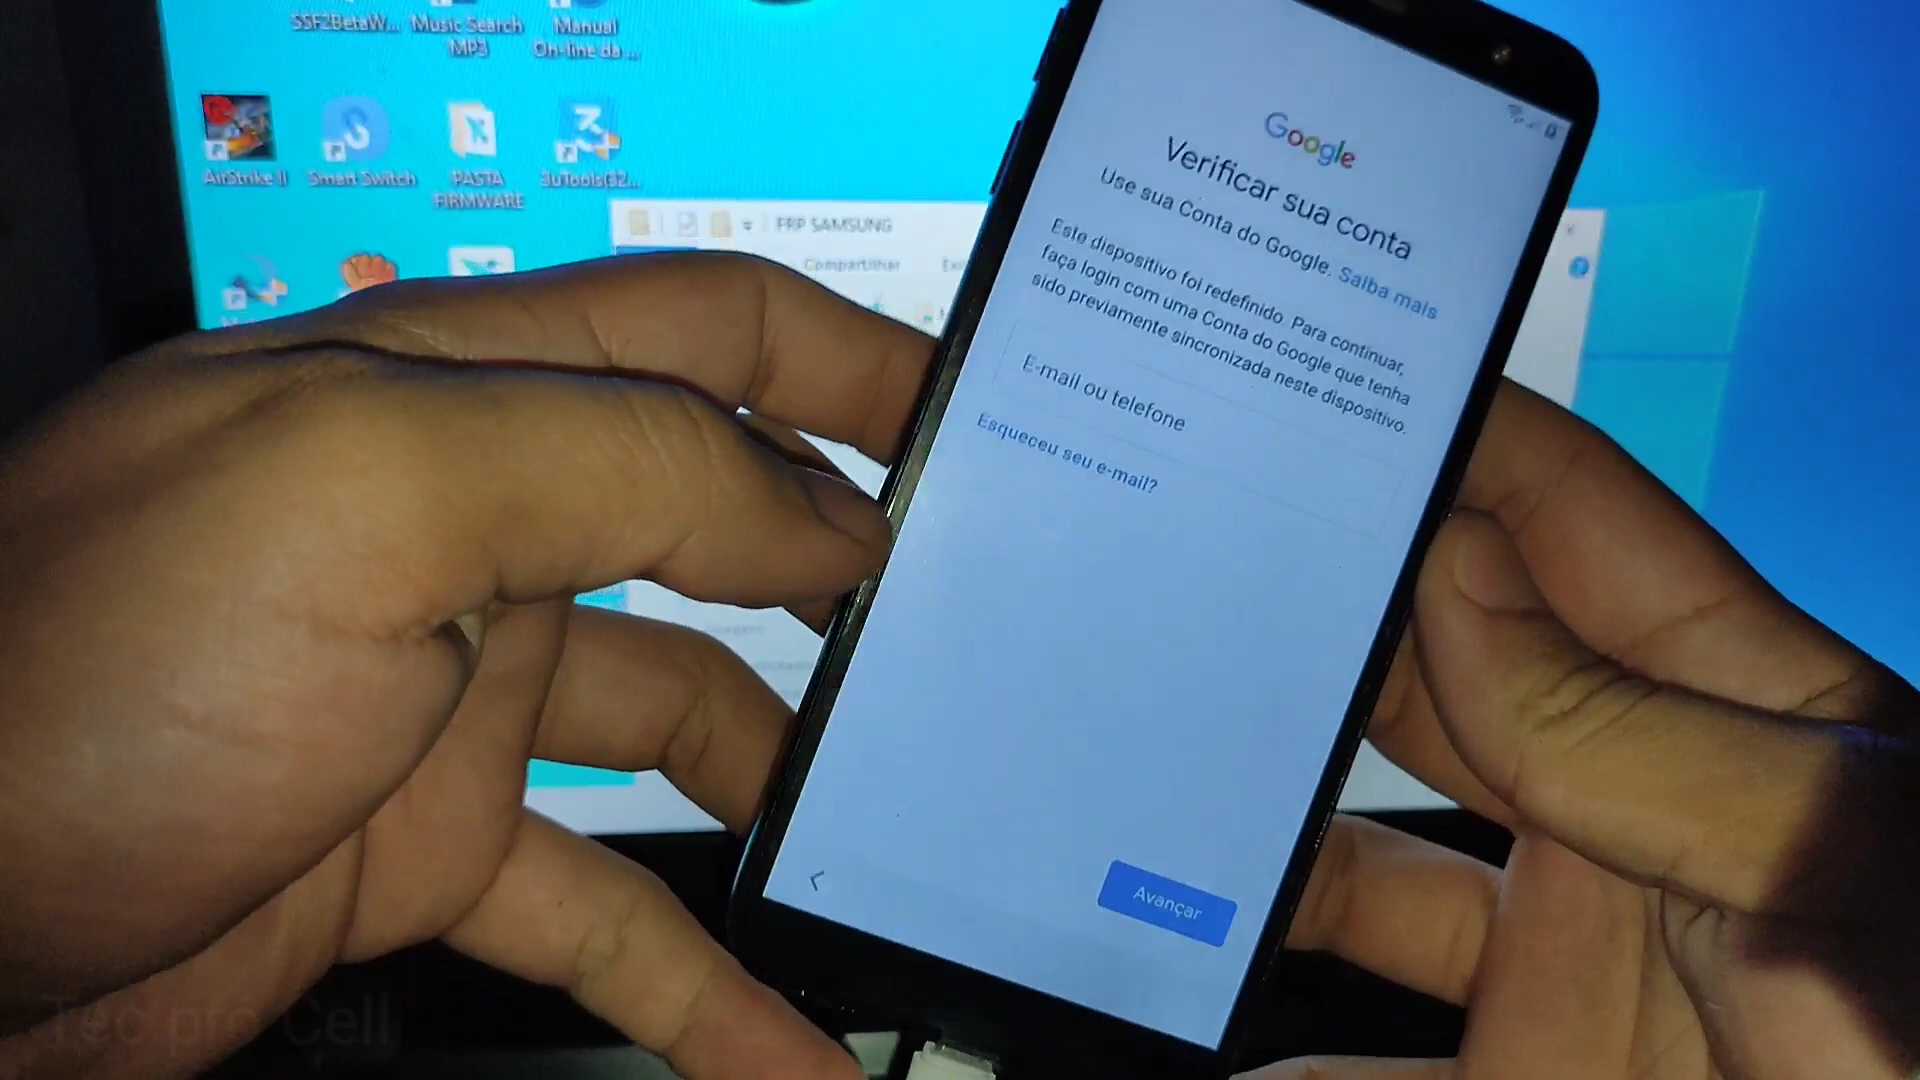 SSF2BetaW...
Music Search
MP3
Manual
On-line da ...
AirStrike II
Smart Switch
PASTA
FIRMWARE
3uTools(32...
FRP SAMSUNG
Compartilhar
Google
Verificar sua conta
Use sua Conta do Google. Saiba mais
Este dispositivo foi redefinido. Para continuar,
faça login com uma Conta do Google que tenha
sido previamente sincronizada neste dispositivo.
E-mail ou telefone
Esqueceu seu e-mail?
Avançar
Tec pro Cell